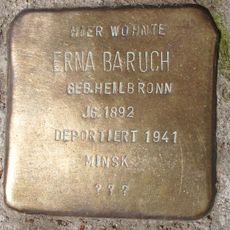 HIER WOHNTE
ERNA BARUCH
GEB. HEILBRONN
JG. 1892
DEPORTIERT 1941
MINSK
? ? ?